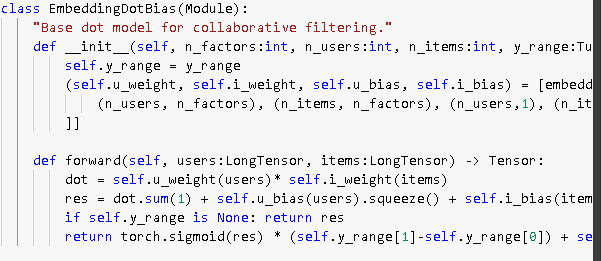 class EmbeddingDotBias(Module):
"Base dot model for collaborative filtering."
def __init__(self, n_factors:int, n_users:int, n_items:int, y_range:Tu
self.y_range = y_range
(self.u_weight, self.i_weight, self.u_bias, self.i_bias) = [embedd
(n_users, n_factors), (n_items, n_factors), (n_users,1), (n_it
]]
def forward(self, users:LongTensor, items:LongTensor) -> Tensor:
dot = self.u_weight(users)* self.i_weight(items)
res = dot.sum(1) + self.u_bias(users).squeeze() + self.i_bias(item
if self.y_range is None: return res
return torch.sigmoid(res) * (self.y_range[1]-self.y_range[0]) + se